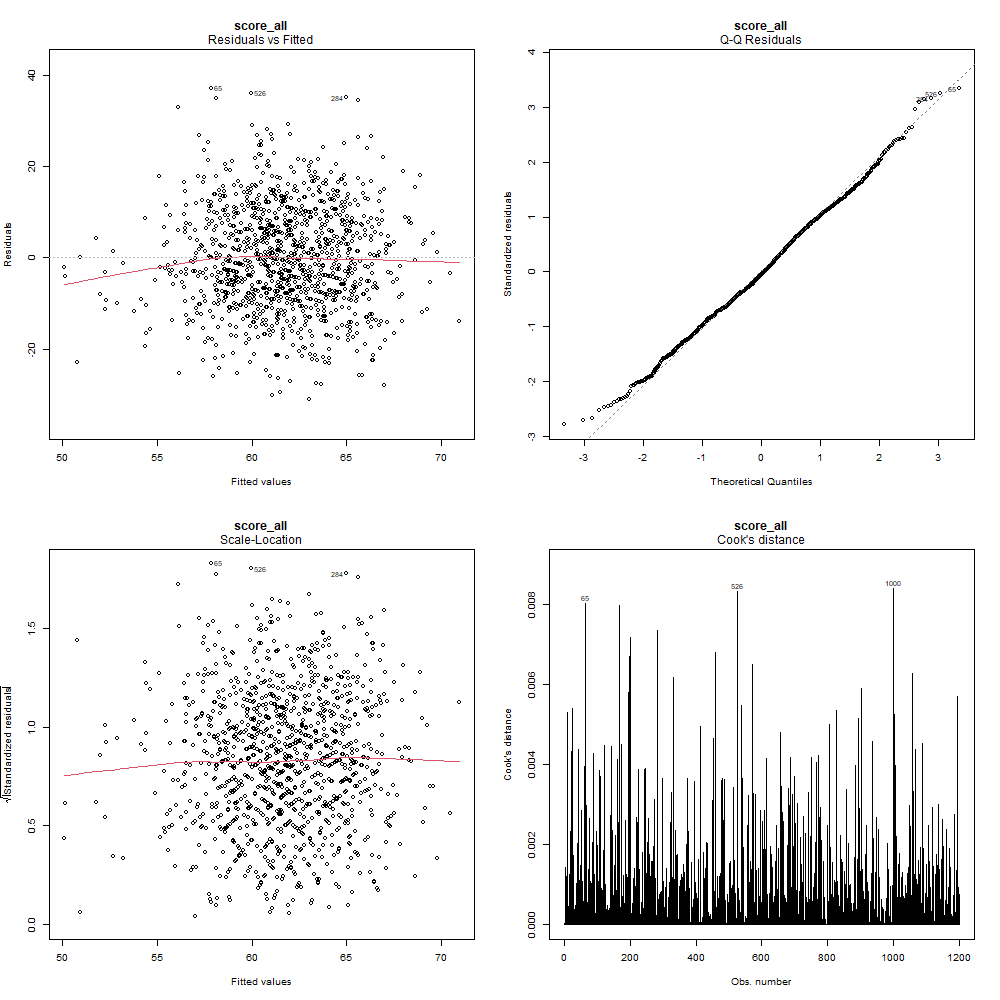 score_all
Residuals vs Fitted
40
20
0
20
Residuals
65
526
284
50 55 60 65 70
Fitted values
score_all
Q-Q Residuals
4
3
2
1
0
-1
-2
-3
Standardized residuals
526
65
-3 -2 -1 0 1 2 3
Theoretical Quantiles
score_all
Scale-Location
1.5
1.0
0.5
0.0
√|Standardized residuals|
65
526
284
50 55 60 65 70
Fitted values
score_all
Cook's distance
0.008
0.006
0.004
0.002
0.000
Cook's distance
65
526
1000
0 200 400 600 800 1000 1200
Obs. number